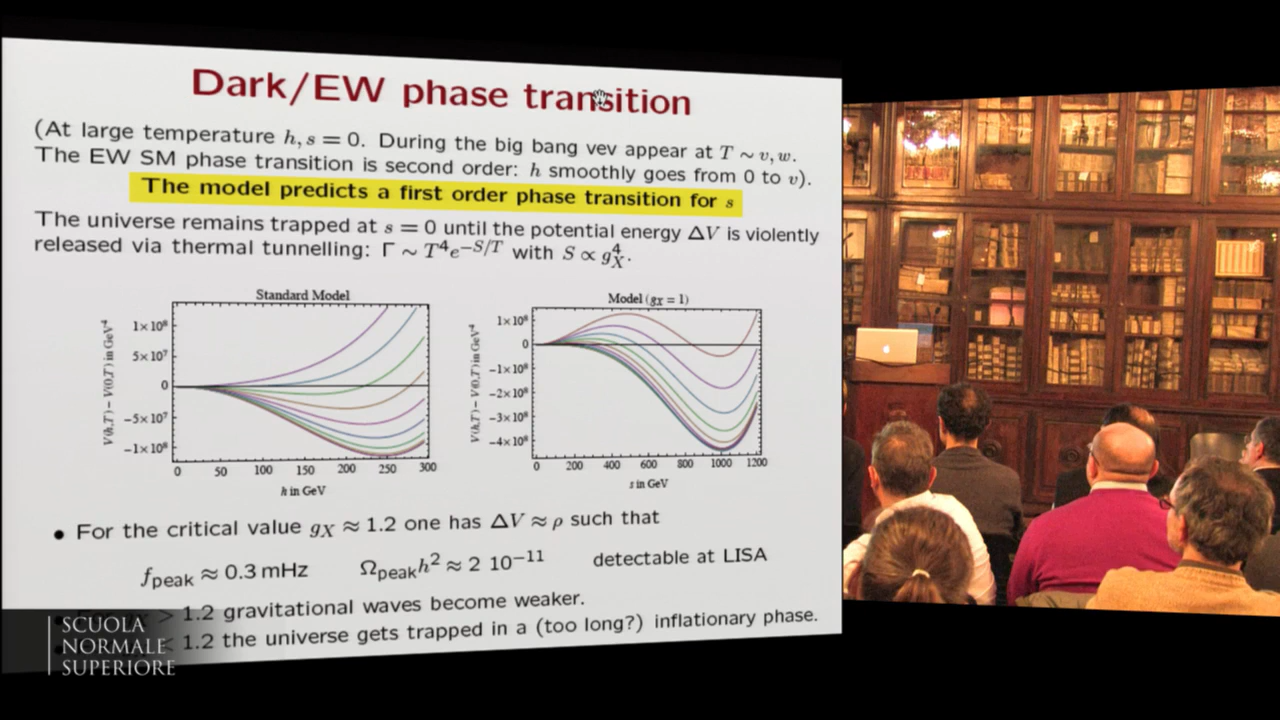 Dark/EW phase transition
(At large temperature h, s = 0. During the big bang vev appear at T ∼ v, w.
The EW SM phase transition is second order: h smoothly goes from 0 to v).
The model predicts a first order phase transition for s
The universe remains trapped at s = 0 until the potential energy ΔV is violently
released via thermal tunnelling: Γ ∼ T⁴e^{−S/T} with S ∝ g_X^4.
Standard Model
V(h,T) − V(0,T) in GeV⁴
1×10⁸
5×10⁷
0
−5×10⁷
−1×10⁸
0 50 100 150 200 250 300
h in GeV
Model (gX = 1)
V(h,T) − V(0,T) in GeV⁴
1×10⁸
0
−1×10⁸
−2×10⁸
−3×10⁸
−4×10⁸
0 200 400 600 800 1000 1200
s in GeV
• For the critical value g_X ≈ 1.2 one has ΔV ≈ ρ such that
f_peak ≈ 0.3 mHz Ω_peak h² ≈ 2 10⁻¹¹ detectable at LISA
> 1.2 gravitational waves become weaker.
< 1.2 the universe gets trapped in a (too long?) inflationary phase.
SCUOLA
NORMALE
SUPERIORE